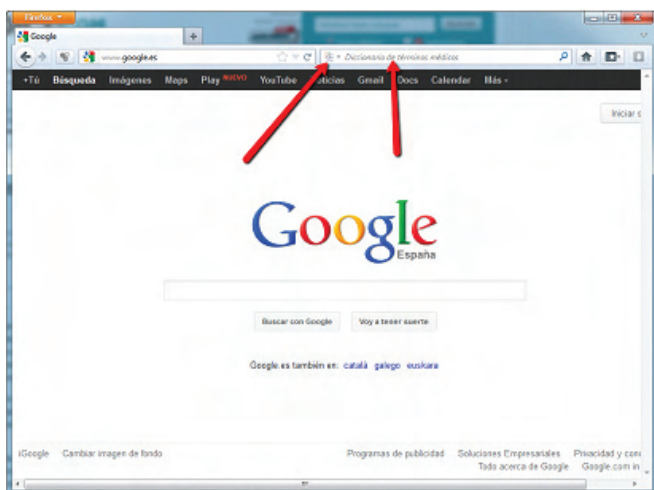 Firefox
Google
www.google.es
Diccionario de términos médicos
+Tú Búsqueda Imágenes Maps Play NUEVO YouTube oticias Gmail Docs Calendar Más
Iniciar s
Google
España
Buscar con Google Voy a tener suerte
Google.es también en: català galego euskara
iGoogle Cambiar imagen de fondo Programas de publicidad Soluciones Empresariales Privacidad y con
Todo acerca de Google Google.com in